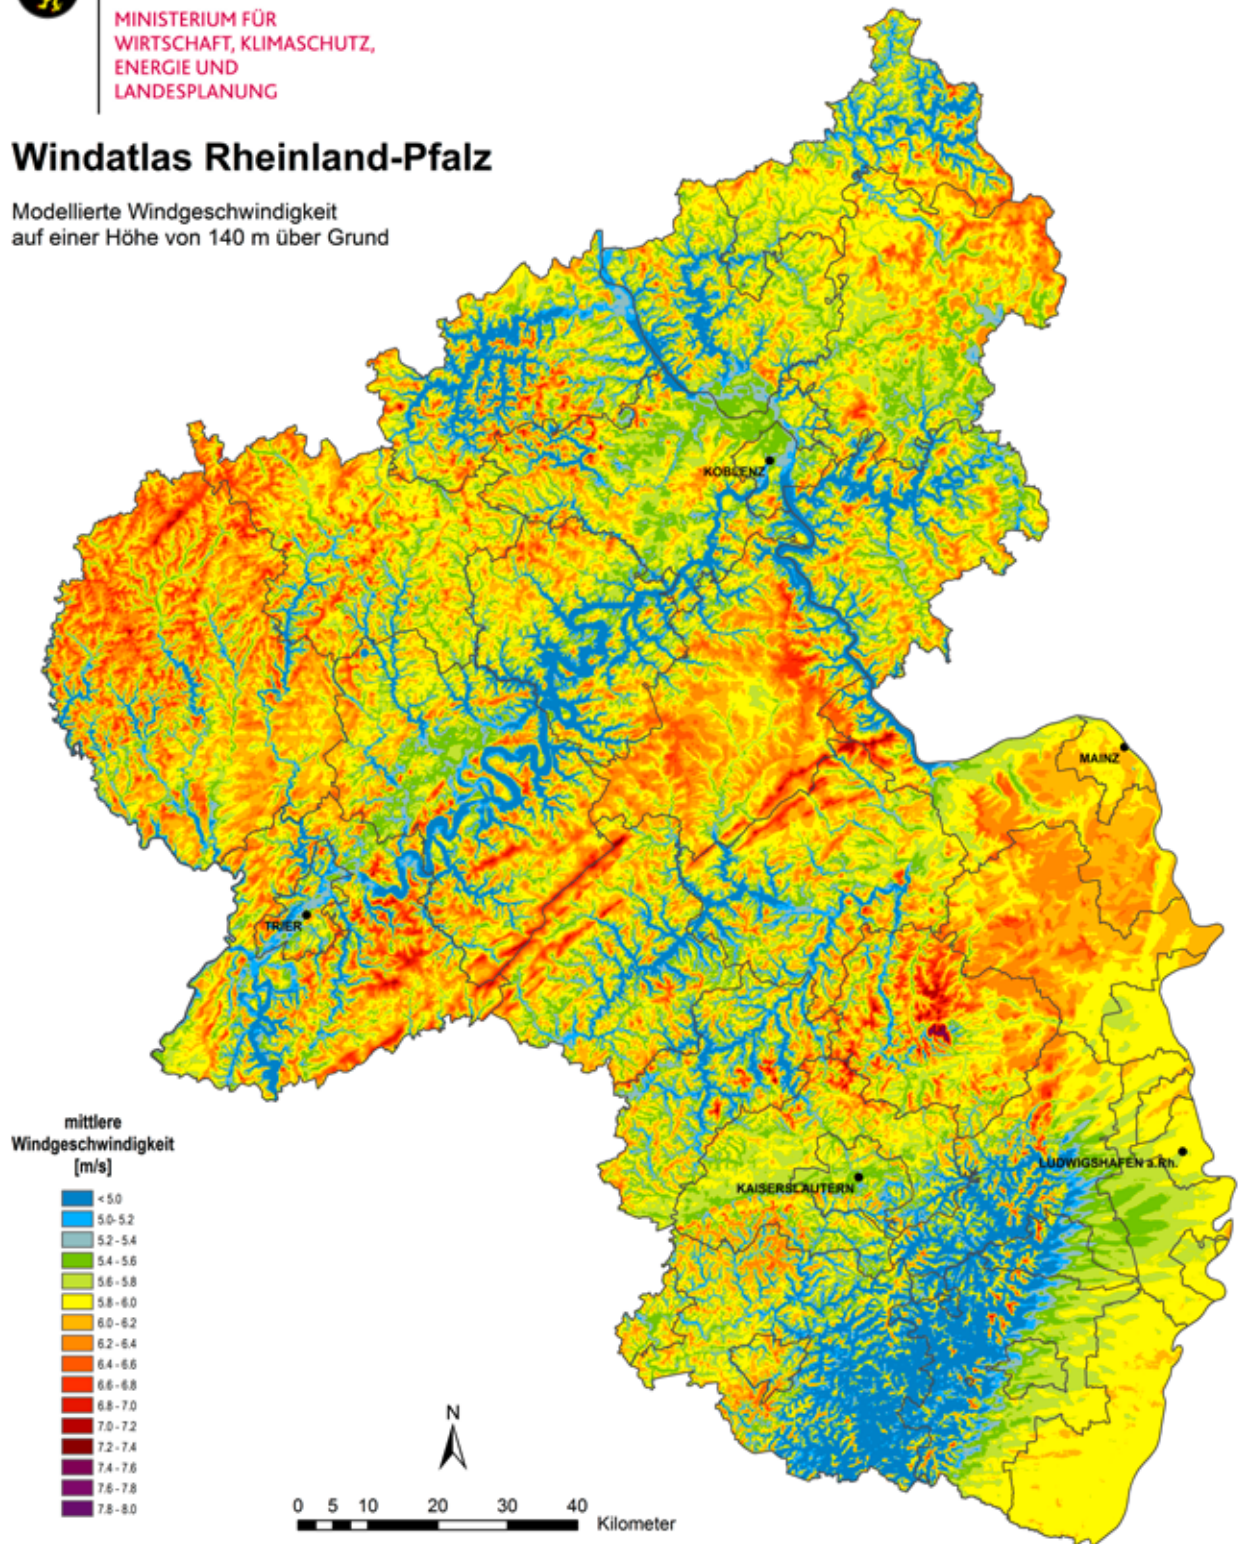 MINISTERIUM FÜR
WIRTSCHAFT, KLIMASCHUTZ,
ENERGIE UND
LANDESPLANUNG
Windatlas Rheinland-Pfalz
Modellierte Windgeschwindigkeit
auf einer Höhe von 140 m über Grund
KOBLENZ
MAINZ
TRIER
LUDWIGSHAFEN a.Rh.
KAISERSLAUTERN
mittlere
Windgeschwindigkeit
[m/s]
< 5.0
5.0 - 5.2
5.2 - 5.4
5.4 - 5.6
5.6 - 5.8
5.8 - 6.0
6.0 - 6.2
6.2 - 6.4
6.4 - 6.6
6.6 - 6.8
6.8 - 7.0
7.0 - 7.2
7.2 - 7.4
7.4 - 7.6
7.6 - 7.8
7.8 - 8.0
N
0 5 10 20 30 40
Kilometer